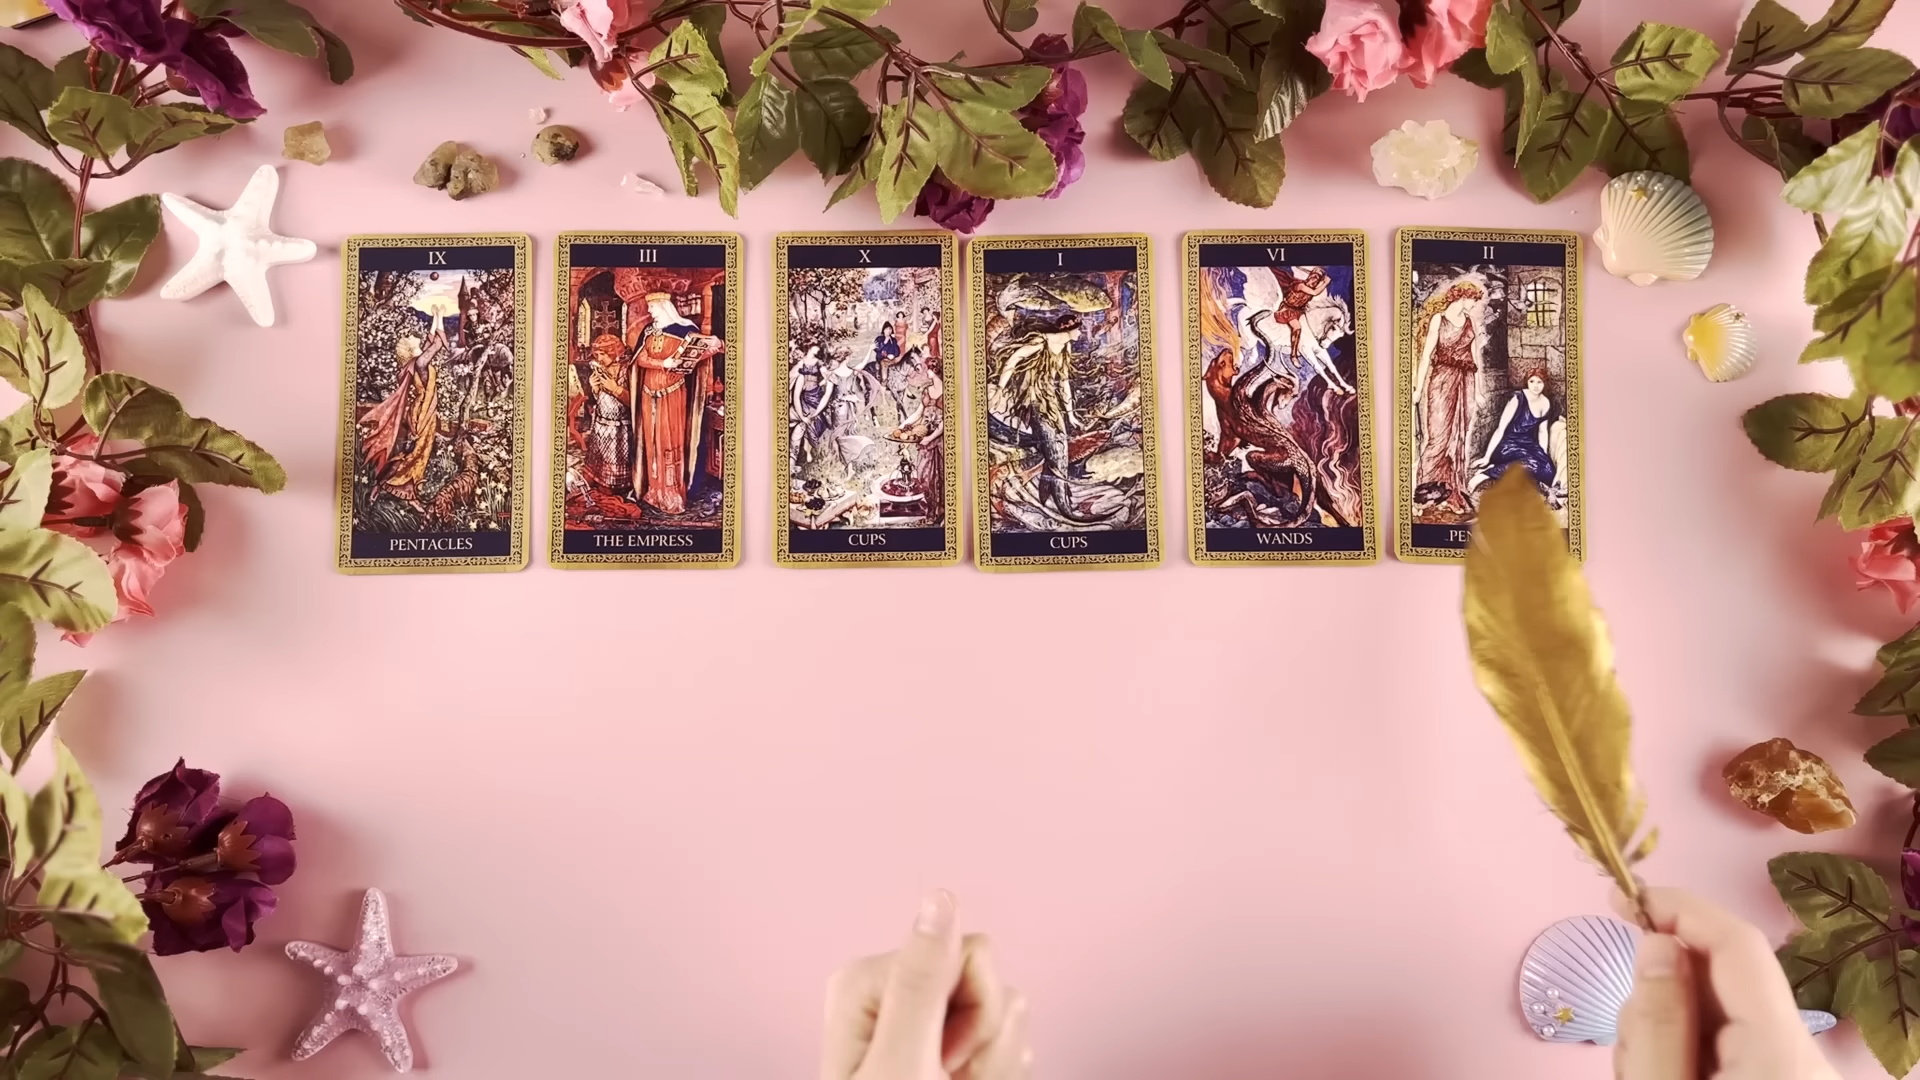 IX
PENTACLES
III
THE EMPRESS
X
CUPS
I
CUPS
VI
WANDS
II